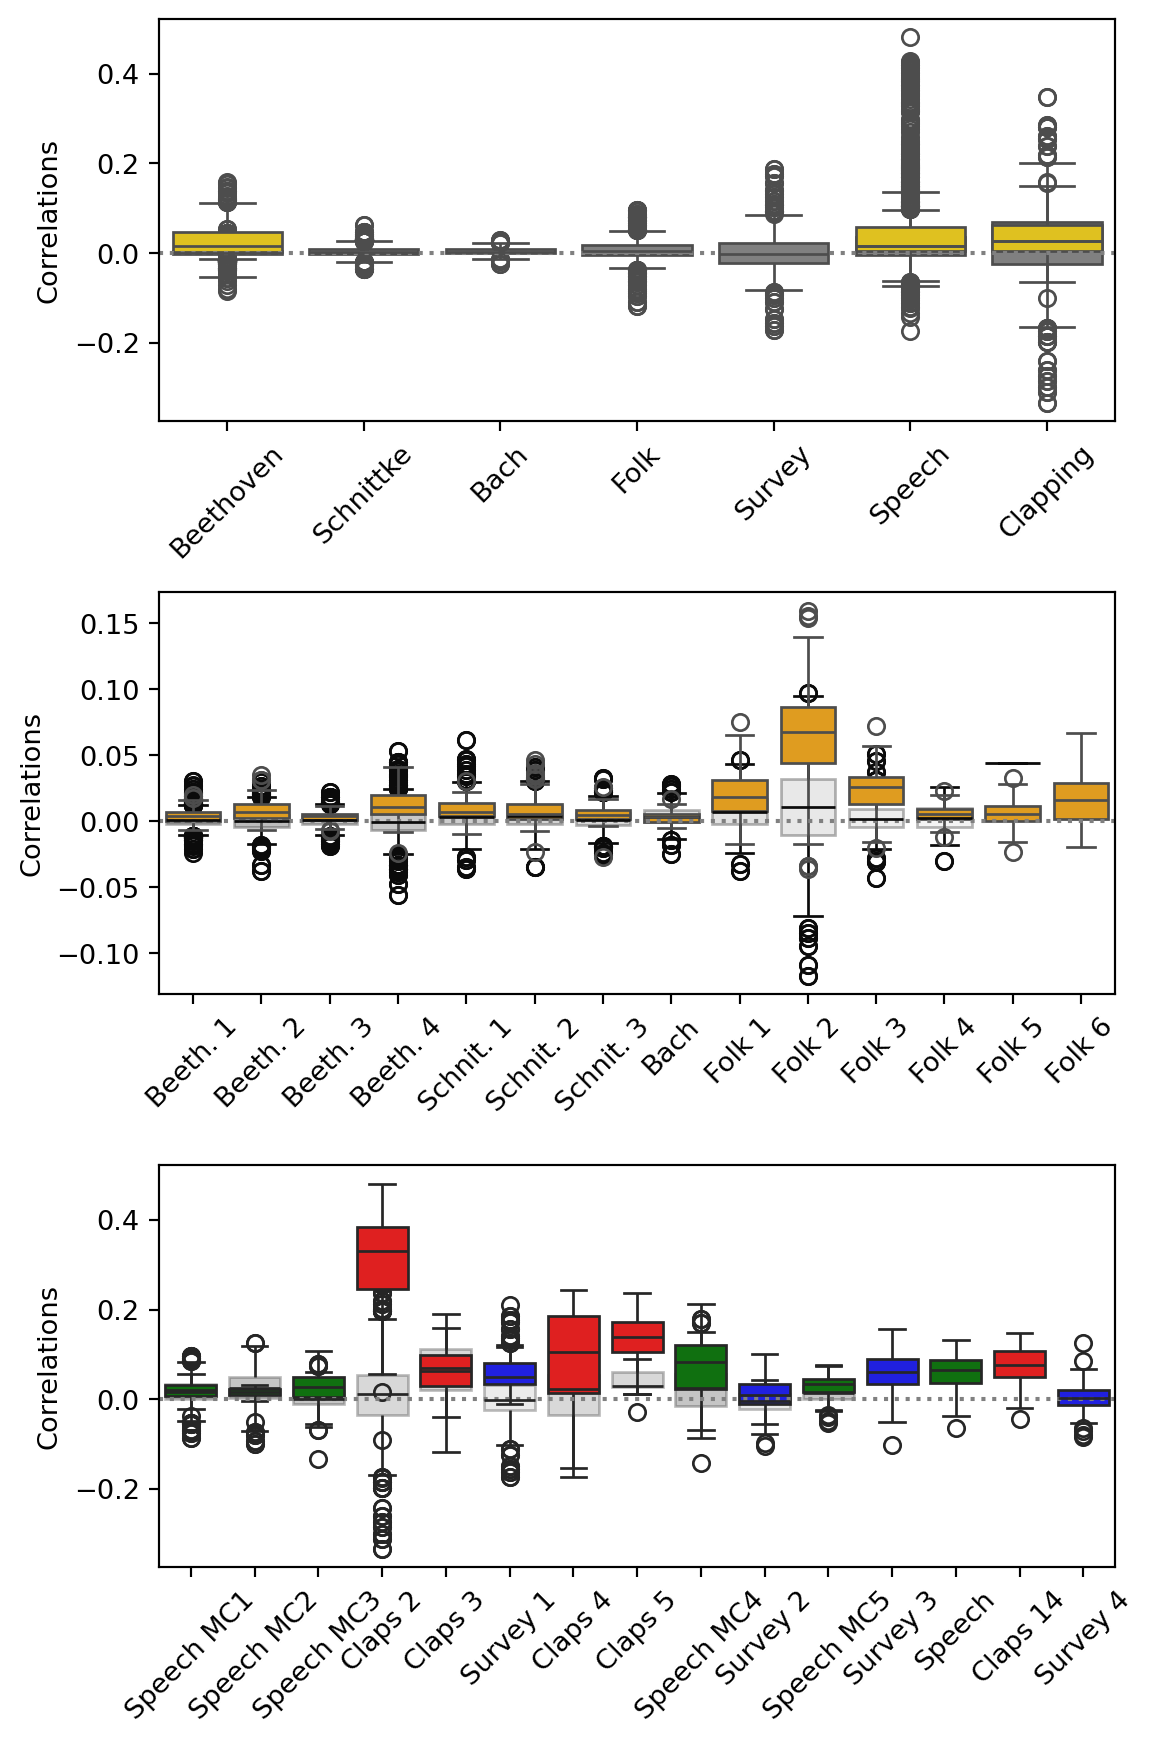 Correlations
0.4
0.2
0.0
−0.2
Beethoven
Schnittke
Bach
Folk
Survey
Speech
Clapping
Correlations
0.15
0.10
0.05
0.00
−0.05
−0.10
Beeth. 1
Beeth. 2
Beeth. 3
Beeth. 4
Schnit. 1
Schnit. 2
Schnit. 3
Bach
Folk 1
Folk 2
Folk 3
Folk 4
Folk 5
Folk 6
Correlations
0.4
0.2
0.0
−0.2
Speech MC1
Speech MC2
Speech MC3
Claps 2
Claps 3
Survey 1
Claps 4
Claps 5
Speech MC4
Survey 2
Speech MC5
Survey 3
Speech
Claps 14
Survey 4